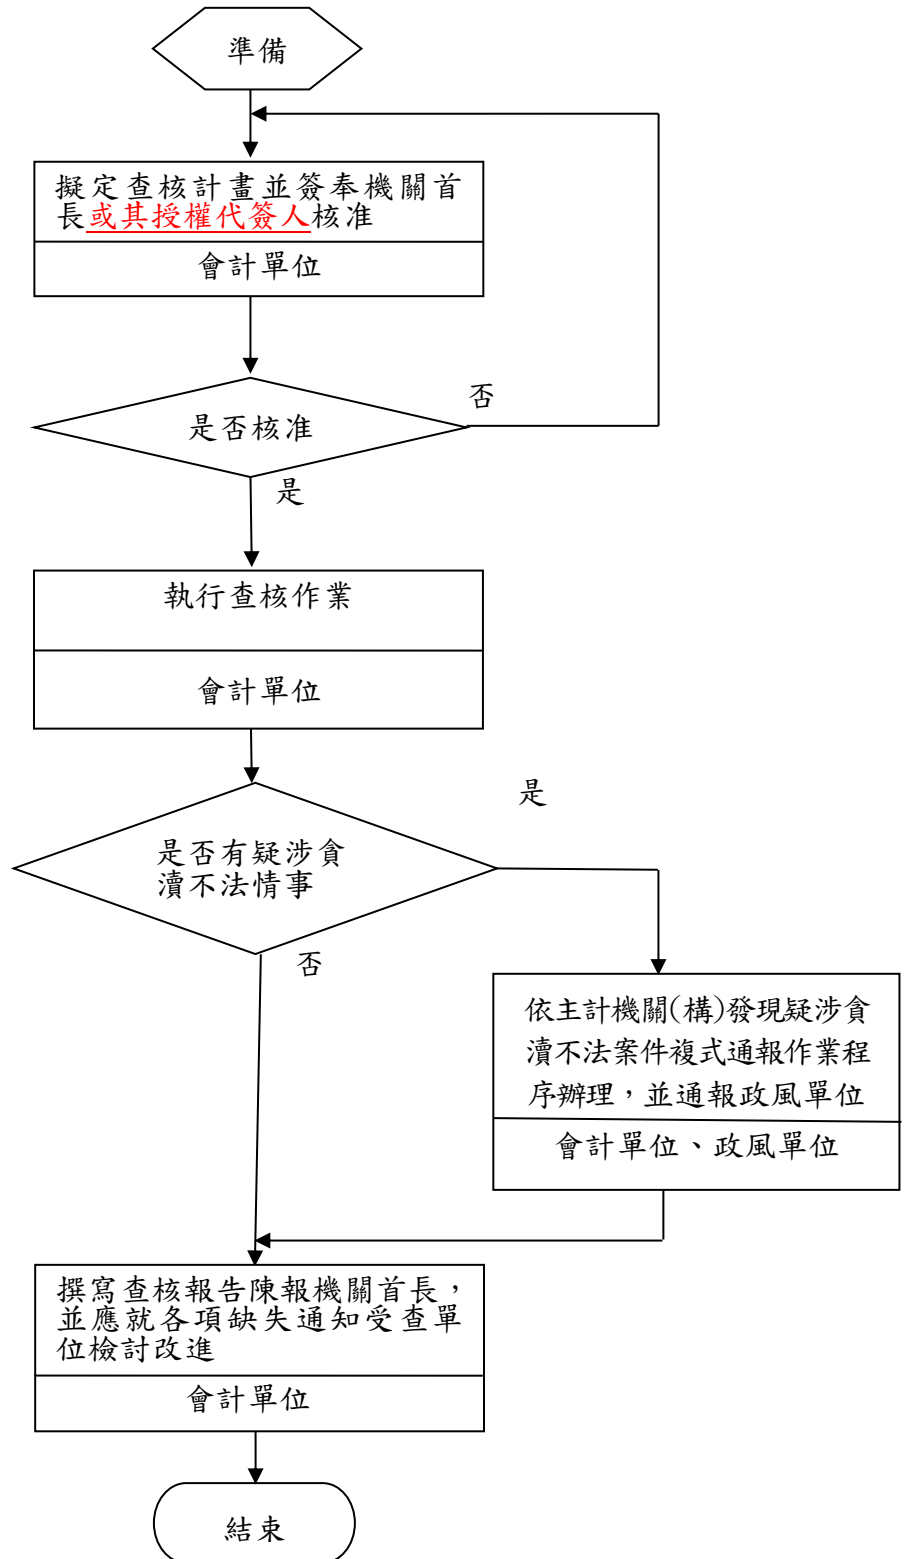 準備
擬定查核計畫並簽奉機關首
長或其授權代簽人核准
會計單位
是否核准
否
是
執行查核作業
會計單位
是否有疑涉貪
瀆不法情事
是
否
依主計機關(構)發現疑涉貪
瀆不法案件複式通報作業程
序辦理，並通報政風單位
會計單位、政風單位
撰寫查核報告陳報機關首長，
並應就各項缺失通知受查單
位檢討改進
會計單位
結束